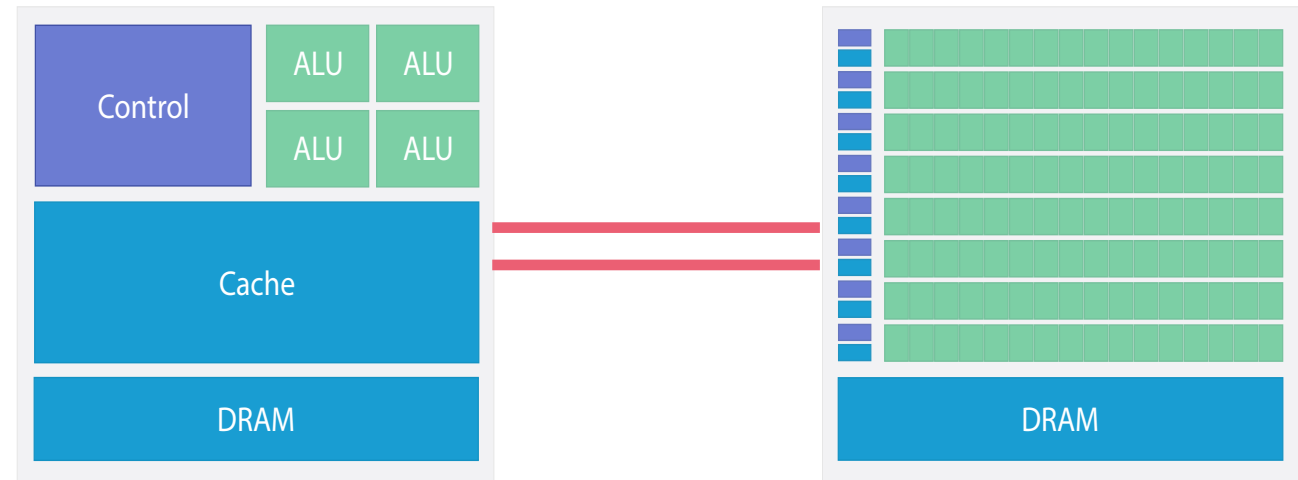 Control
ALU ALU
ALU ALU
Cache
DRAM
DRAM